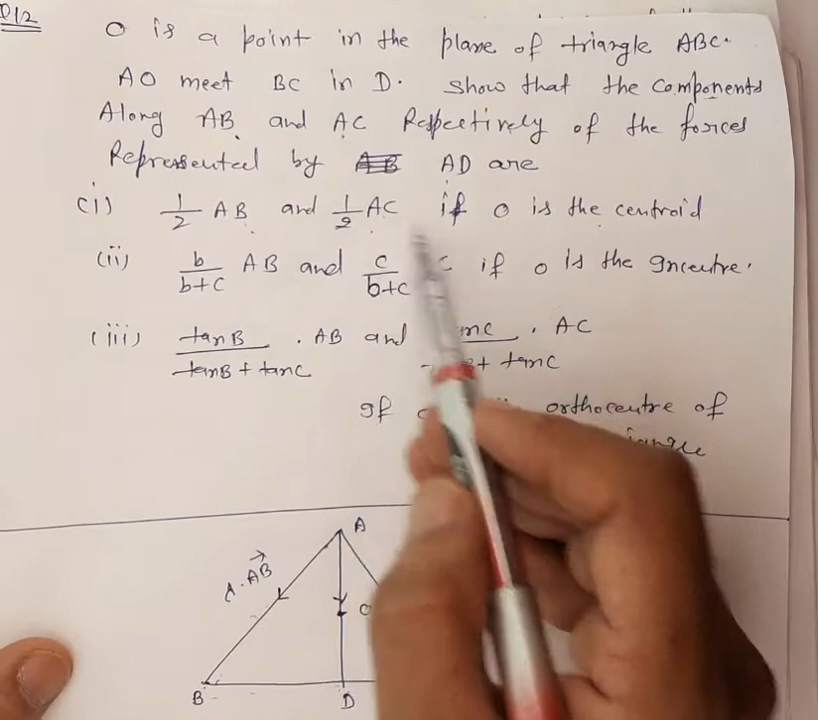 Q12
O is a point in the plane of triangle ABC.
AO meet BC in D. show that the components
Along AB and AC Respectively of the forces
Represented by AD are
(i) 1/2 AB and 1/2 AC if O is the centroid
(ii) b/b+c AB and c/b+c if O is the Incentre.
(iii) tanB/tanB + tanC . AB and . AC
+ tanC
If orthocentre of
A
λ.AB
B
D